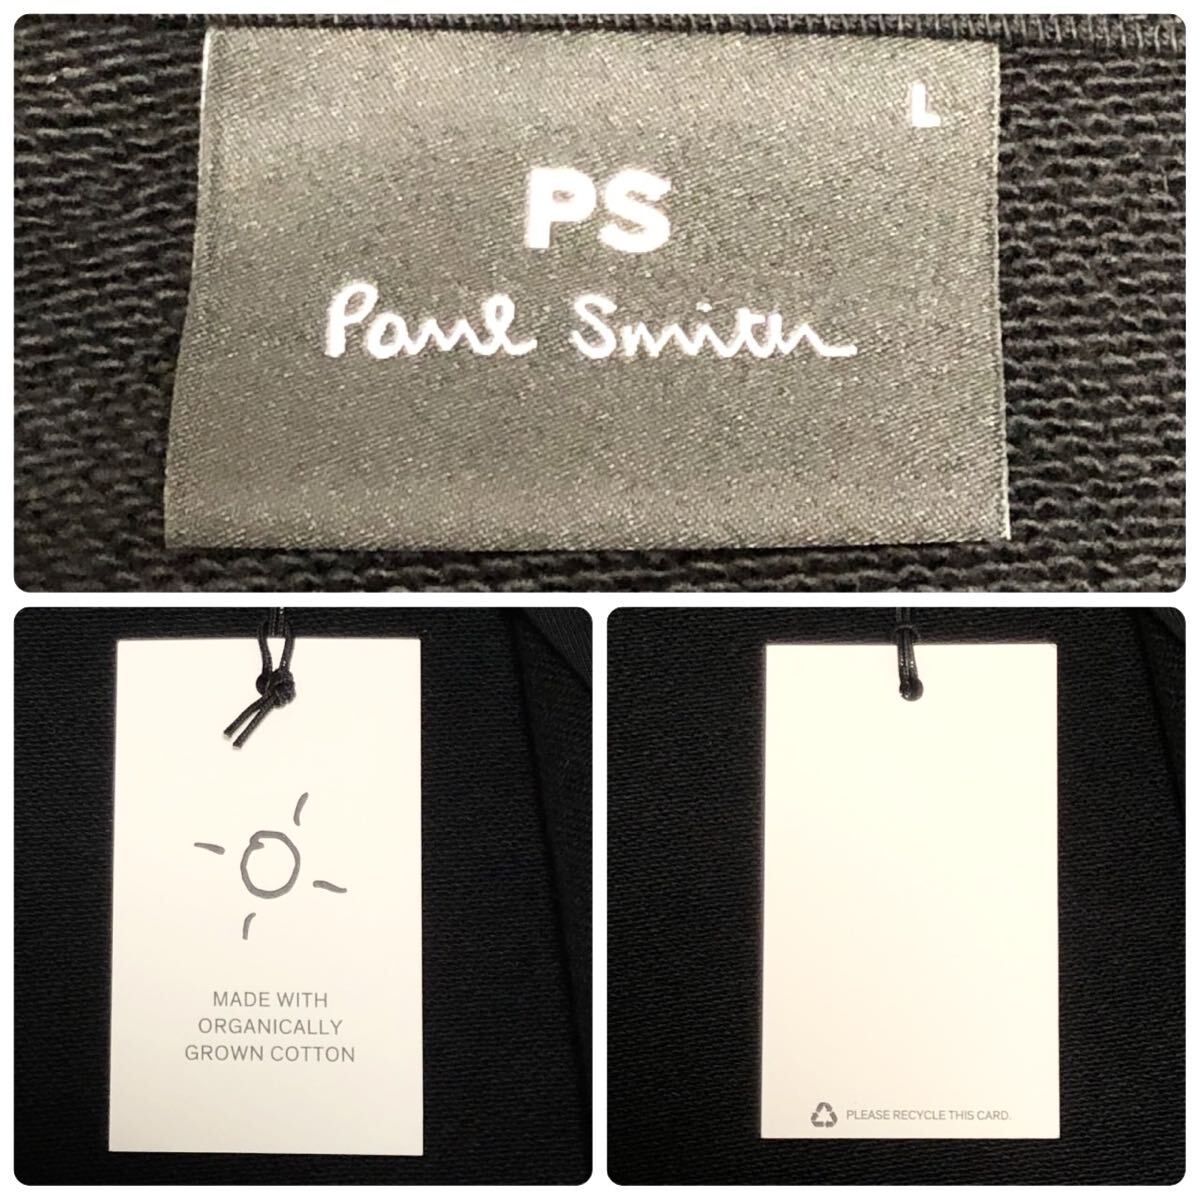 L
PS
Paul Smith
MADE WITH
ORGANICALLY
GROWN COTTON
PLEASE RECYCLE THIS CARD.